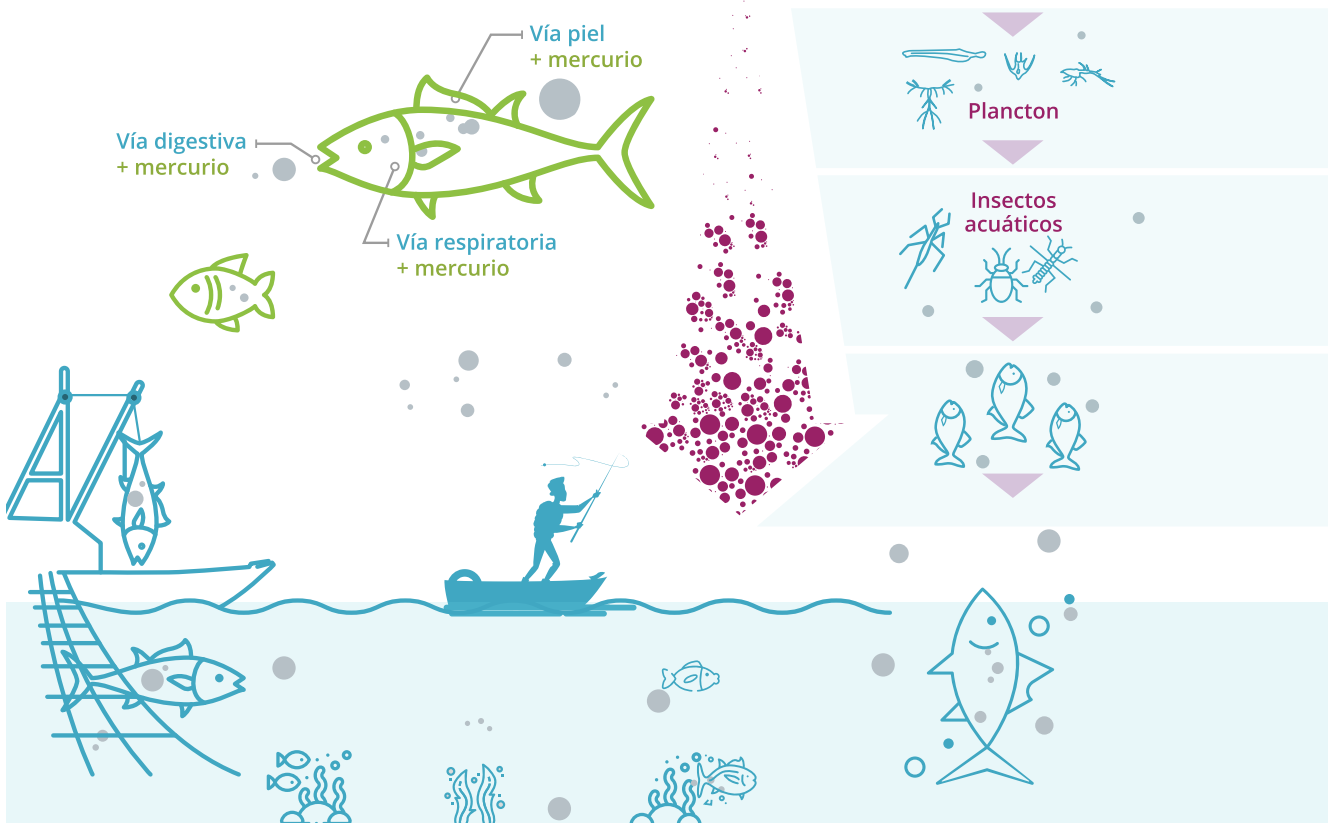 Vía piel
+ mercurio
Vía digestiva
+ mercurio
Vía respiratoria
+ mercurio
Plancton
Insectos
acuáticos